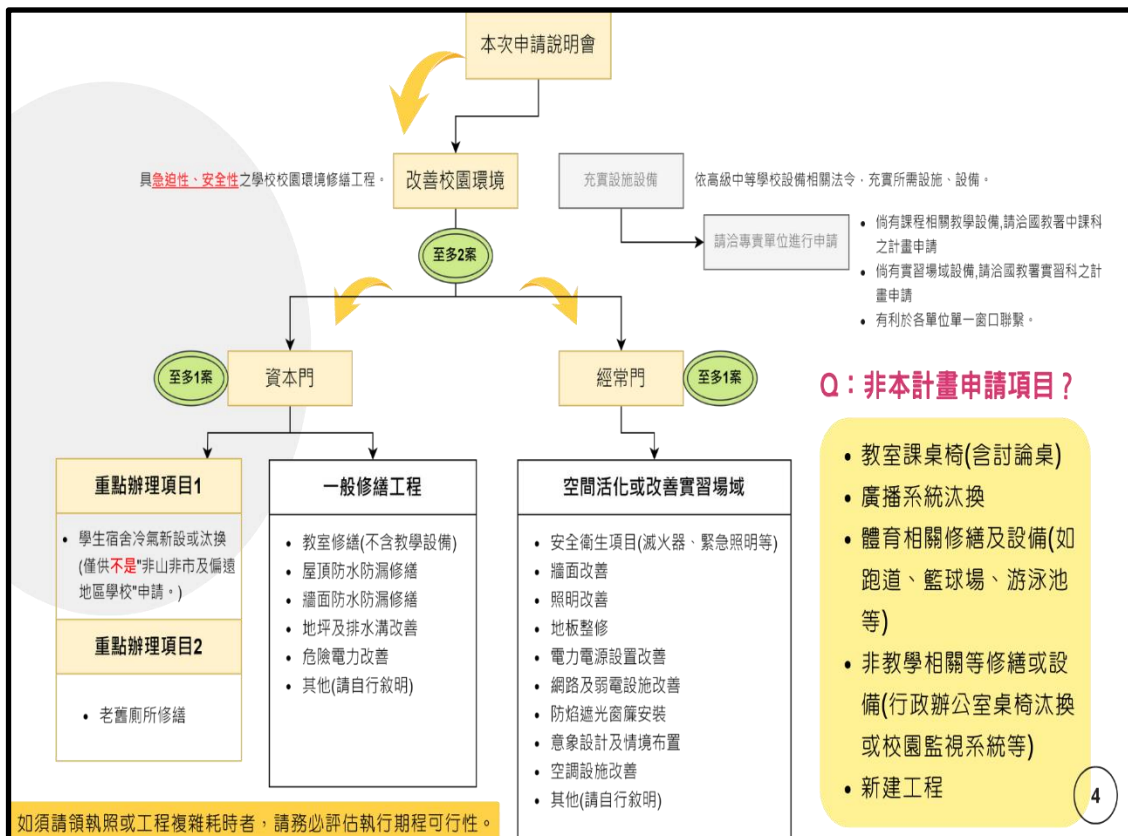 本次申請說明會
具急迫性、安全性之學校校園環境修繕工程。
改善校園環境
充實設施設備
依高級中等學校設備相關法令，充實所需設施、設備。
請洽專責單位進行申請
• 倘有課程相關教學設備,請洽國教署中課科
之計畫申請
• 倘有實習場域設備,請洽國教署實習科之計
畫申請
• 有利於各單位單一窗口聯繫。
至多2案
至多1案
資本門
經常門
至多1案
重點辦理項目1
• 學生宿舍冷氣新設或汰換
(僅供不是"非山非市及偏遠
地區學校"申請。)
重點辦理項目2
• 老舊廁所修繕
一般修繕工程
• 教室修繕(不含教學設備)
• 屋頂防水防漏修繕
• 牆面防水防漏修繕
• 地坪及排水溝改善
• 危險電力改善
• 其他(請自行敘明)
空間活化或改善實習場域
• 安全衛生項目(滅火器、緊急照明等)
• 牆面改善
• 照明改善
• 地板整修
• 電力電源設置改善
• 網路及弱電設施改善
• 防焰遮光窗簾安裝
• 意象設計及情境布置
• 空調設施改善
• 其他(請自行敘明)
Q：非本計畫申請項目？
• 教室課桌椅(含討論桌)
• 廣播系統汰換
• 體育相關修繕及設備(如
跑道、籃球場、游泳池
等)
• 非教學相關等修繕或設
備(行政辦公室桌椅汰換
或校園監視系統等)
• 新建工程
如須請領執照或工程複雜耗時者，請務必評估執行期程可行性。
4